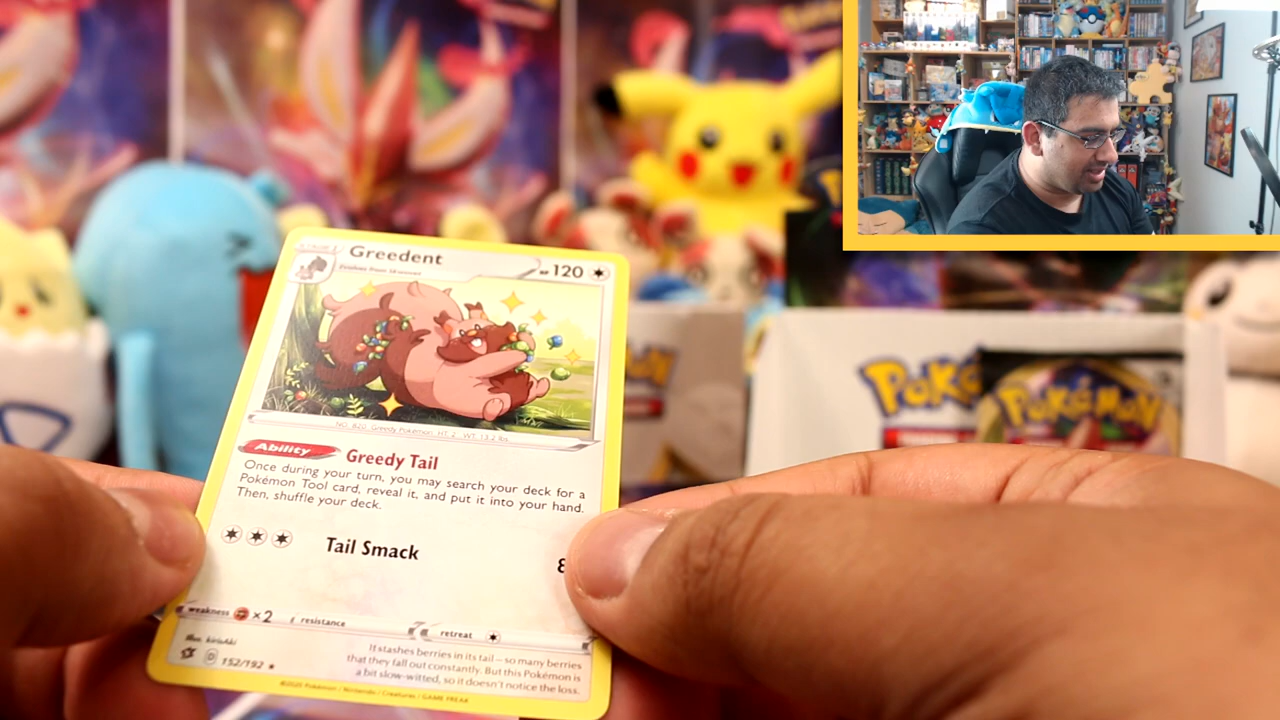 Greedent
120
NO. 820 Greedy Pokémon HT: 2' WT: 13.2 lbs.
Ability Greedy Tail
Once during your turn, you may search your deck for a
Pokémon Tool card, reveal it, and put it into your hand.
Then, shuffle your deck.
Tail Smack
8
weakness ×2 resistance retreat
D 152/192
It stashes berries in its tail—so many berries
that they fall out constantly. But this Pokémon is
a bit slow-witted, so it doesn't notice the loss.
©2020 Pokémon / Nintendo / Creatures / GAME FREAK
Poké
Pokémon